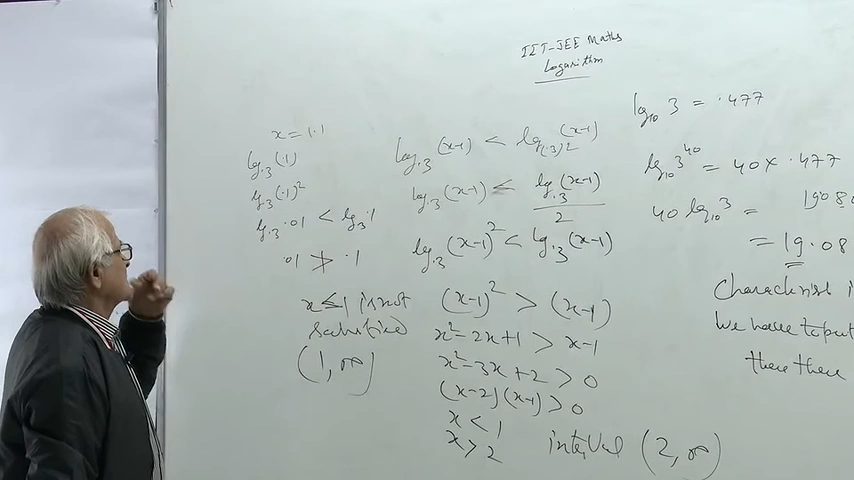 IIT-JEE Maths
Logarithm
x = 1.1
log.3 (.1)
log.3 (.1)²
log.3 .01 < log.3 .1
.01 > .1
x ≤ 1 is not
satisfied
(1, ∞)
log.3 (x-1) < log(.3)² (x-1)
log.3 (x-1) < log.3 (x-1) / 2
log.3 (x-1)² < log.3 (x-1)
(x-1)² > (x-1)
x² - 2x + 1 > x - 1
x² - 3x + 2 > 0
(x-2)(x-1) > 0
x < 1
x > 2
interval (2, ∞)
log10 3 = .477
log10 3⁴⁰ = 40 × .477
40 log10 3 = 19.08
= 19.08
We have to put